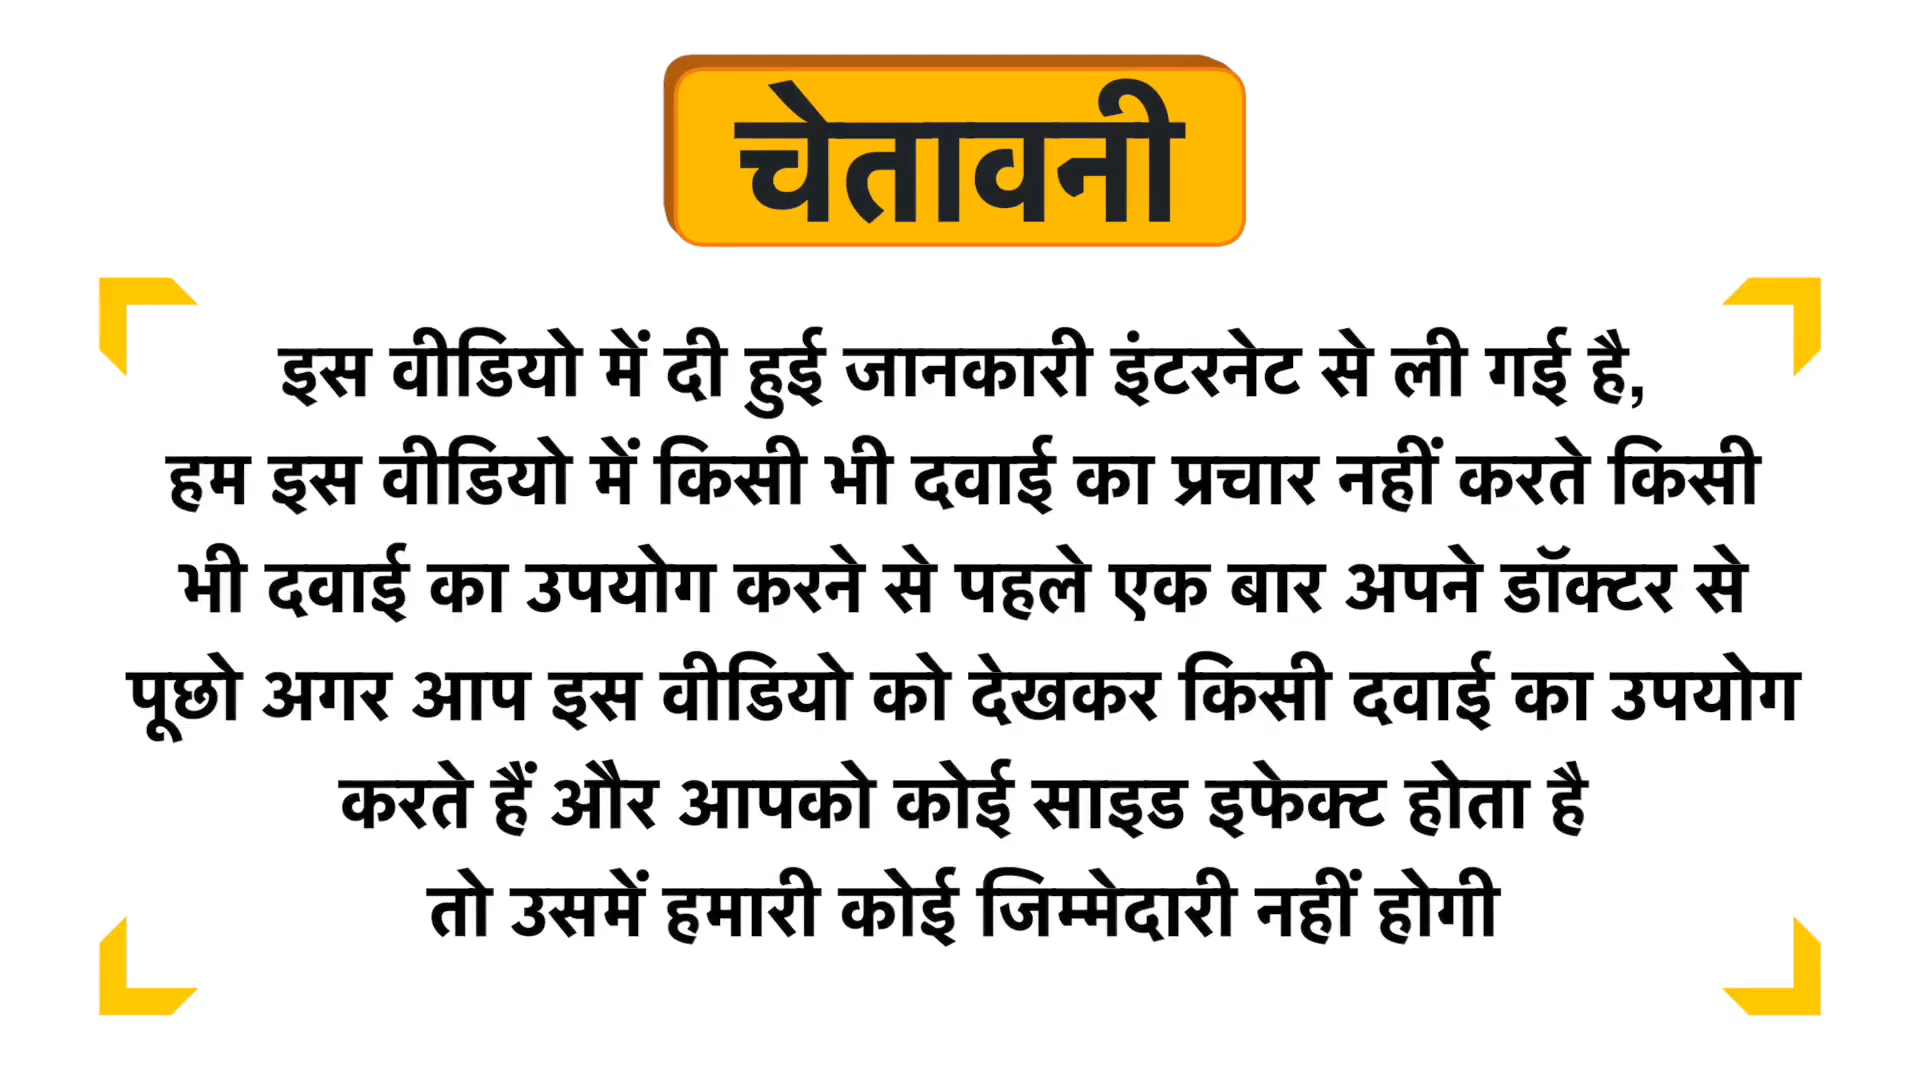 चेतावनी
इस वीडियो में दी हुई जानकारी इंटरनेट से ली गई है,
हम इस वीडियो में किसी भी दवाई का प्रचार नहीं करते किसी
भी दवाई का उपयोग करने से पहले एक बार अपने डॉक्टर से
पूछो अगर आप इस वीडियो को देखकर किसी दवाई का उपयोग
करते हैं और आपको कोई साइड इफेक्ट होता है
तो उसमें हमारी कोई जिम्मेदारी नहीं होगी